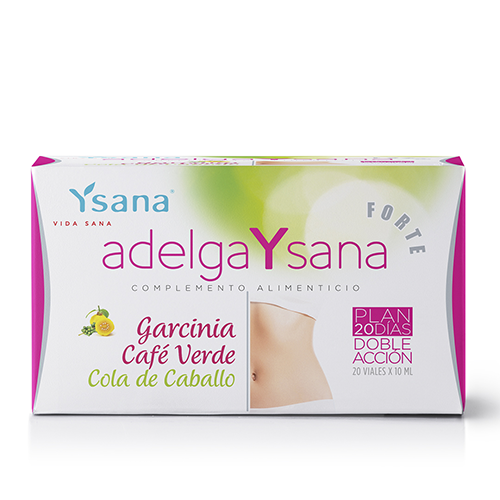 Ysana®
VIDA SANA
FORTE
adelgaYsana
COMPLEMENTO ALIMENTICIO
Garcinia
Café Verde
Cola de Caballo
PLAN
20 DÍAS
DOBLE
ACCIÓN
20 VIALES X 10 ML